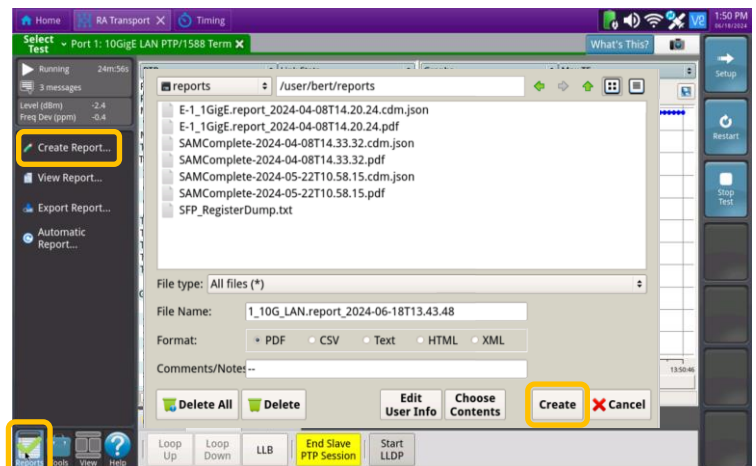 Home
RA Transport X
Timing
1:50 PM
06/18/2024
Select Test
Port 1: 10GigE LAN PTP/1588 Term X
What's This?
Running 24m:56s
3 messages
Level (dBm) -2.4
Freq Dev (ppm) -0.4
Create Report...
View Report...
Export Report...
Automatic Report...
reports
/user/bert/reports
E-1_1GigE.report_2024-04-08T14.20.24.cdm.json
E-1_1GigE.report_2024-04-08T14.20.24.pdf
SAMComplete-2024-04-08T14.33.32.cdm.json
SAMComplete-2024-04-08T14.33.32.pdf
SAMComplete-2024-05-22T10.58.15.cdm.json
SAMComplete-2024-05-22T10.58.15.pdf
SFP_RegisterDump.txt
File type: All files (*)
File Name: 1_10G_LAN.report_2024-06-18T13.43.48
Format: PDF CSV Text HTML XML
Comments/Notes --
Delete All
Delete
Edit User Info
Choose Contents
Create
Cancel
13:50:46
Setup
Restart
Stop Test
Reports
Tools
View
Help
Loop Up
Loop Down
LLB
End Slave PTP Session
Start LLDP